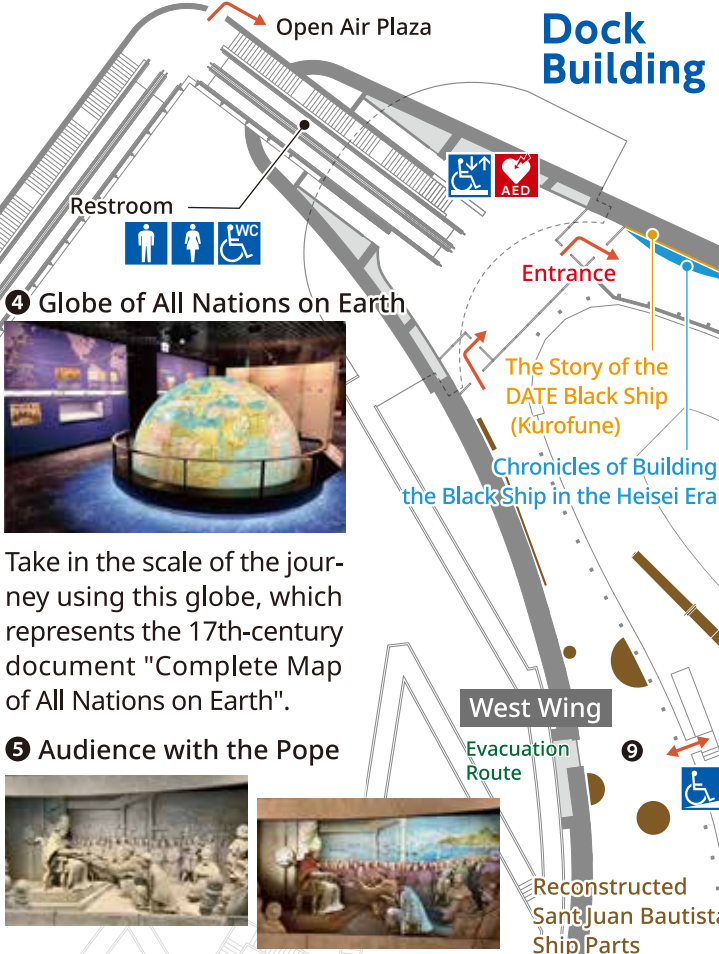 Open Air Plaza
Dock
Building
AED
Restroom
WC
Entrance
❹ Globe of All Nations on Earth
The Story of the
DATE Black Ship
(Kurofune)
Chronicles of Building
the Black Ship in the Heisei Era
Take in the scale of the jour-
ney using this globe, which
represents the 17th-century
document "Complete Map
of All Nations on Earth".
West Wing
❺ Audience with the Pope
Evacuation
Route
❾
Reconstructed
Sant Juan Bautista
Ship Parts